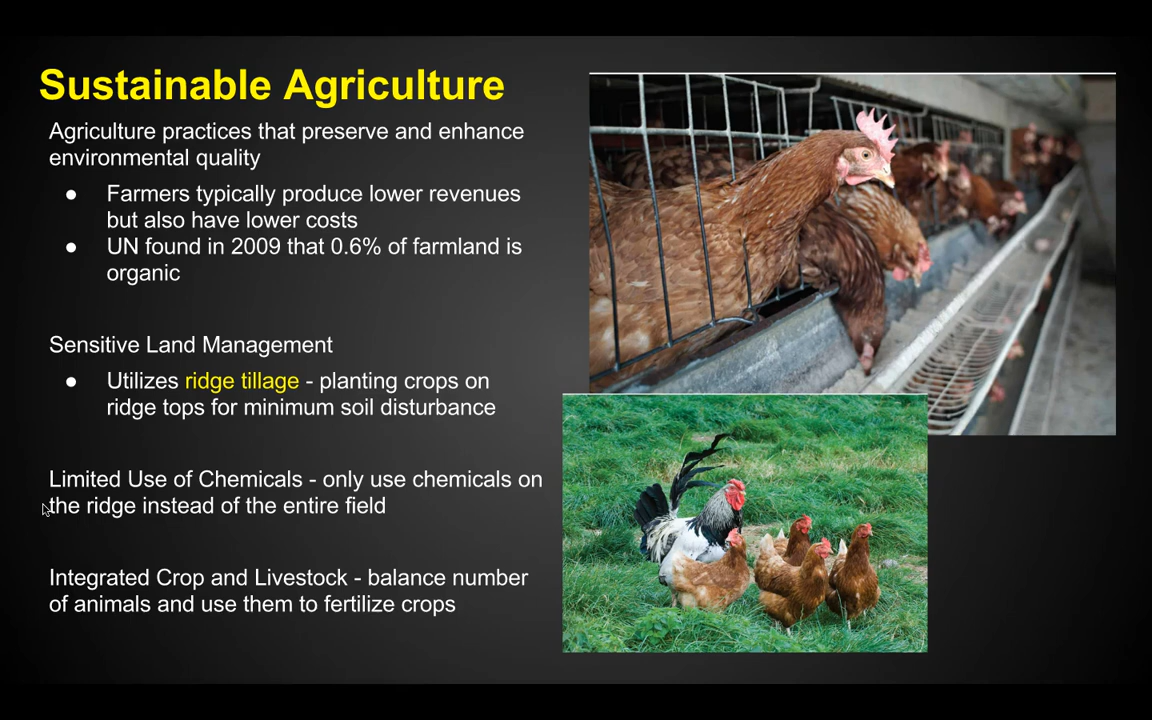 Sustainable Agriculture
Agriculture practices that preserve and enhance
environmental quality
● Farmers typically produce lower revenues
but also have lower costs
● UN found in 2009 that 0.6% of farmland is
organic
Sensitive Land Management
● Utilizes ridge tillage - planting crops on
ridge tops for minimum soil disturbance
Limited Use of Chemicals - only use chemicals on
the ridge instead of the entire field
Integrated Crop and Livestock - balance number
of animals and use them to fertilize crops